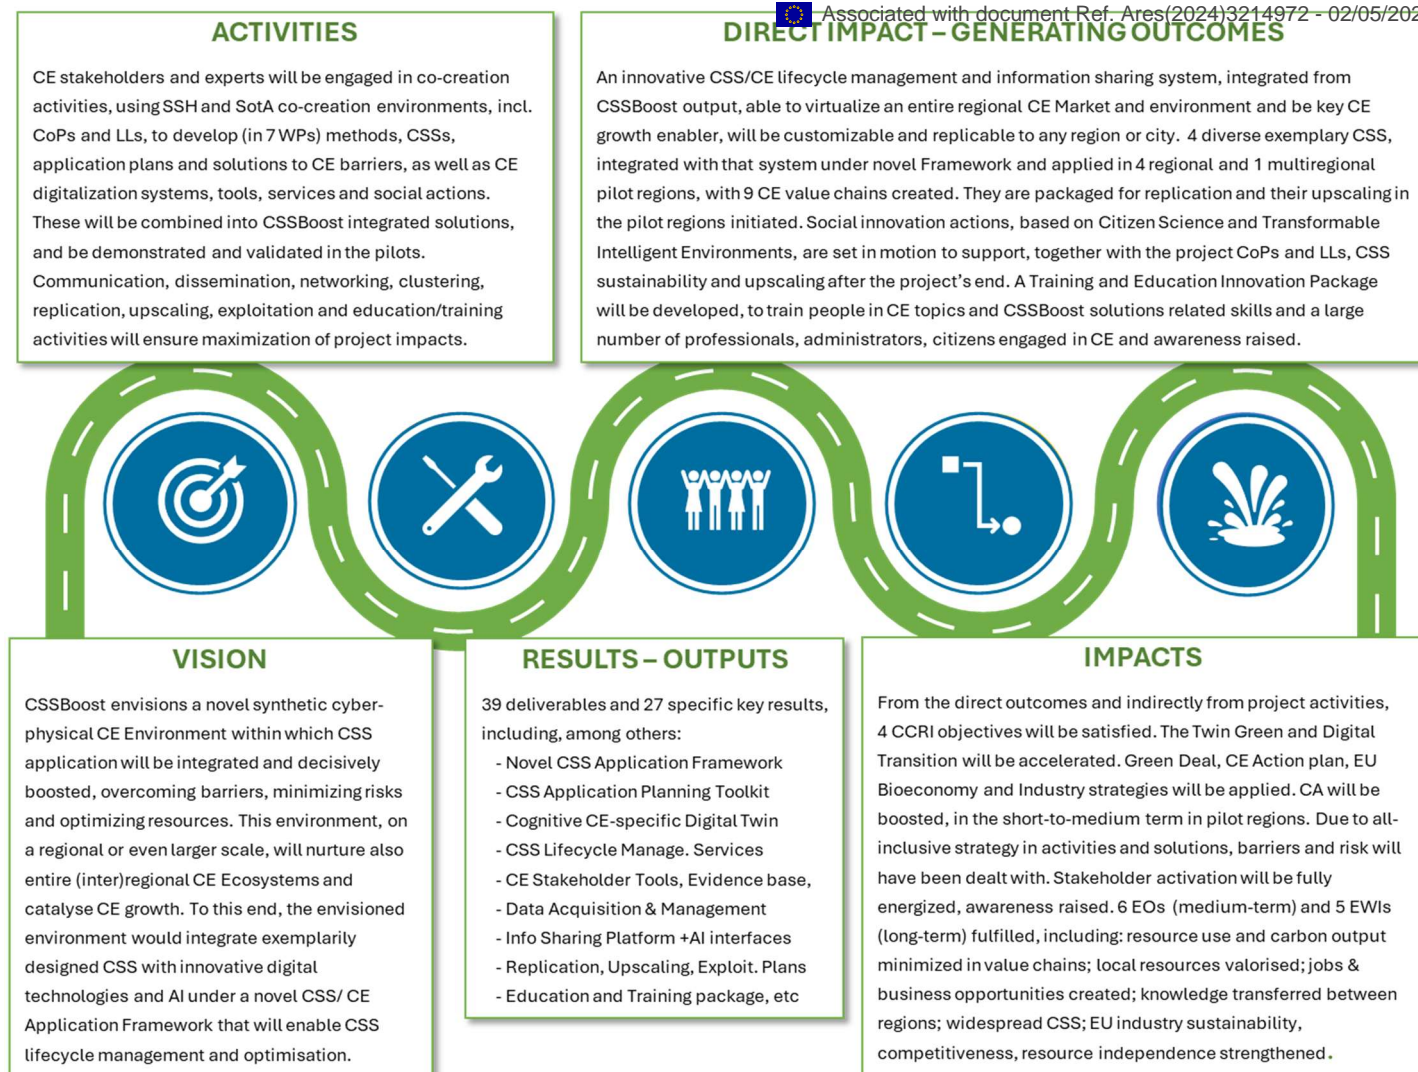 Associated with document Ref. Ares(2024)3214972 - 02/05/202
ACTIVITIES
CE stakeholders and experts will be engaged in co-creation
activities, using SSH and SotA co-creation environments, incl.
CoPs and LLs, to develop (in 7 WPs) methods, CSSs,
application plans and solutions to CE barriers, as well as CE
digitalization systems, tools, services and social actions.
These will be combined into CSSBoost integrated solutions,
and be demonstrated and validated in the pilots.
Communication, dissemination, networking, clustering,
replication, upscaling, exploitation and education/training
activities will ensure maximization of project impacts.
DIRECT IMPACT – GENERATING OUTCOMES
An innovative CSS/CE lifecycle management and information sharing system, integrated from
CSSBoost output, able to virtualize an entire regional CE Market and environment and be key CE
growth enabler, will be customizable and replicable to any region or city. 4 diverse exemplary CSS,
integrated with that system under novel Framework and applied in 4 regional and 1 multiregional
pilot regions, with 9 CE value chains created. They are packaged for replication and their upscaling in
the pilot regions initiated. Social innovation actions, based on Citizen Science and Transformable
Intelligent Environments, are set in motion to support, together with the project CoPs and LLs, CSS
sustainability and upscaling after the project's end. A Training and Education Innovation Package
will be developed, to train people in CE topics and CSSBoost solutions related skills and a large
number of professionals, administrators, citizens engaged in CE and awareness raised.
VISION
CSSBoost envisions a novel synthetic cyber-
physical CE Environment within which CSS
application will be integrated and decisively
boosted, overcoming barriers, minimizing risks
and optimizing resources. This environment, on
a regional or even larger scale, will nurture also
entire (inter)regional CE Ecosystems and
catalyse CE growth. To this end, the envisioned
environment would integrate exemplarily
designed CSS with innovative digital
technologies and AI under a novel CSS/ CE
Application Framework that will enable CSS
lifecycle management and optimisation.
RESULTS – OUTPUTS
39 deliverables and 27 specific key results,
including, among others:
- Novel CSS Application Framework
- CSS Application Planning Toolkit
- Cognitive CE-specific Digital Twin
- CSS Lifecycle Manage. Services
- CE Stakeholder Tools, Evidence base,
- Data Acquisition & Management
- Info Sharing Platform +AI interfaces
- Replication, Upscaling, Exploit. Plans
- Education and Training package, etc
IMPACTS
From the direct outcomes and indirectly from project activities,
4 CCRI objectives will be satisfied. The Twin Green and Digital
Transition will be accelerated. Green Deal, CE Action plan, EU
Bioeconomy and Industry strategies will be applied. CA will be
boosted, in the short-to-medium term in pilot regions. Due to all-
inclusive strategy in activities and solutions, barriers and risk will
have been dealt with. Stakeholder activation will be fully
energized, awareness raised. 6 EOs (medium-term) and 5 EWIs
(long-term) fulfilled, including: resource use and carbon output
minimized in value chains; local resources valorised; jobs &
business opportunities created; knowledge transferred between
regions; widespread CSS; EU industry sustainability,
competitiveness, resource independence strengthened.